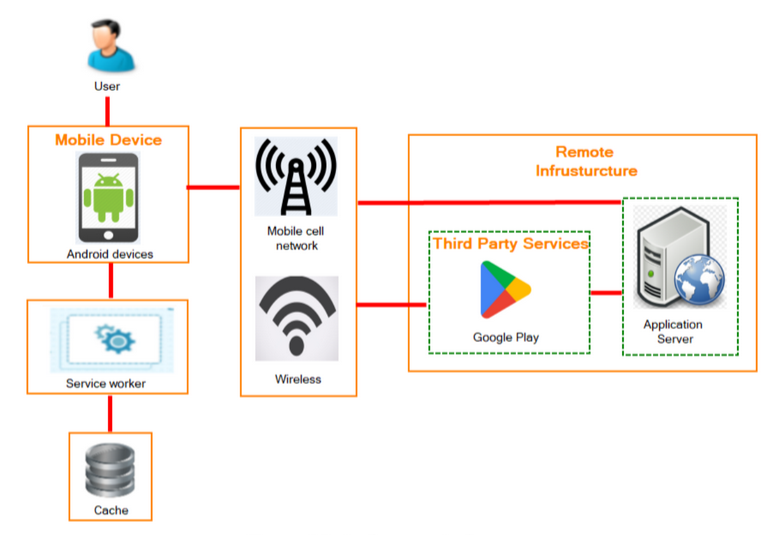 User
Mobile Device
Android devices
Service worker
Cache
Mobile cell
network
Wireless
Remote
Infrusturcture
Third Party Services
Google Play
Application
Server